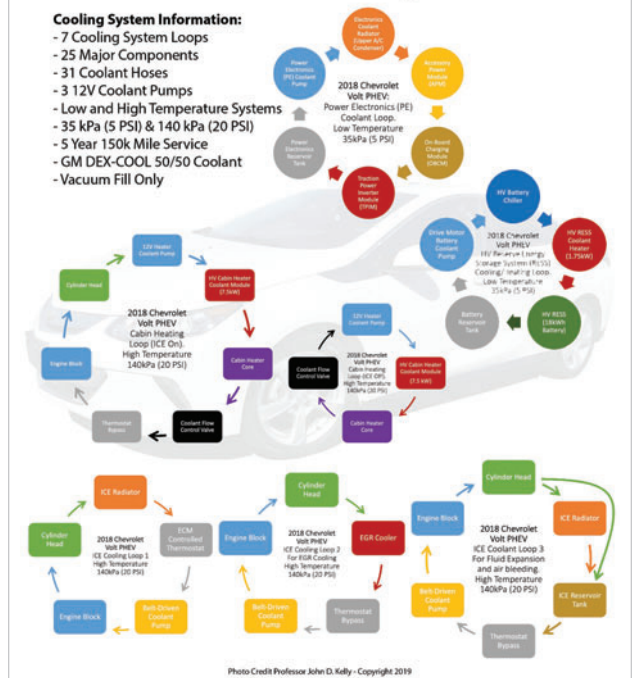 Cooling System Information:
- 7 Cooling System Loops
- 25 Major Components
- 31 Coolant Hoses
- 3 12V Coolant Pumps
- Low and High Temperature Systems
- 35 kPa (5 PSI) & 140 kPa (20 PSI)
- 5 Year 150k Mile Service
- GM DEX-COOL 50/50 Coolant
- Vacuum Fill Only
Electronics
Coolant
Radiator
(Upper A/C
Condenser)
Power
Electronics
(PE) Coolant
Pump
Accessory
Power
Module
(APM)
2018 Chevrolet
Volt PHEV:
Power Electronics (PE)
Coolant Loop.
Low Temperature
35kPa (5 PSI)
Power
Electronics
Reservoir
Tank
On Board
Charging
Module
(OBCM)
Traction
Power
Inverter
Module
(TPIM)
HV Battery
Chiller
Drive Motor
Battery
Coolant
Pump
2018 Chevrolet
Volt PHEV
HV Reserve Energy
Storage System (RESS)
Cooling/Heating Loop.
Low Temperature
35kPa (5 PSI)
HV RESS
Coolant
Heater
(1.75kW)
Battery
Reservoir
Tank
HV RESS
(18kWh
Battery)
12V Heater
Coolant Pump
Cylinder Head
HV Cabin Heater
Coolant Module
(7.5kW)
2018 Chevrolet
Volt PHEV
Cabin Heating
Loop (ICE On).
High Temperature
140kPa (20 PSI)
Engine Block
Cabin Heater
Core
Thermostat
Bypass
Coolant Flow
Control Valve
12V Heater
Coolant Pump
Coolant Flow
Control Valve
2018 Chevrolet
Volt PHEV
Cabin Heating
Loop (ICE Off).
High Temperature
140kPa (20 PSI)
HV Cabin Heater
Coolant Module
(7.5 kW)
Cabin Heater
Core
ICE Radiator
Cylinder
Head
2018 Chevrolet
Volt PHEV
ICE Cooling Loop 1
High Temperature
140kPa (20 PSI)
ECM
Controlled
Thermostat
Engine Block
Belt-Driven
Coolant
Pump
Cylinder
Head
Engine Block
2018 Chevrolet
Volt PHEV
ICE Cooling Loop 2
For EGR Cooling
High Temperature
140kPa (20 PSI)
EGR Cooler
Belt-Driven
Coolant
Pump
Thermostat
Bypass
Cylinder Head
Engine Block
2018 Chevrolet
Volt PHEV
ICE Coolant Loop 3
For Fluid Expansion
and air bleeding.
High Temperature
140kPa (20 PSI)
ICE Radiator
Belt-Driven
Coolant
Pump
ICE Reservoir
Tank
Thermostat
Bypass
Photo Credit Professor John D. Kelly - Copyright 2019